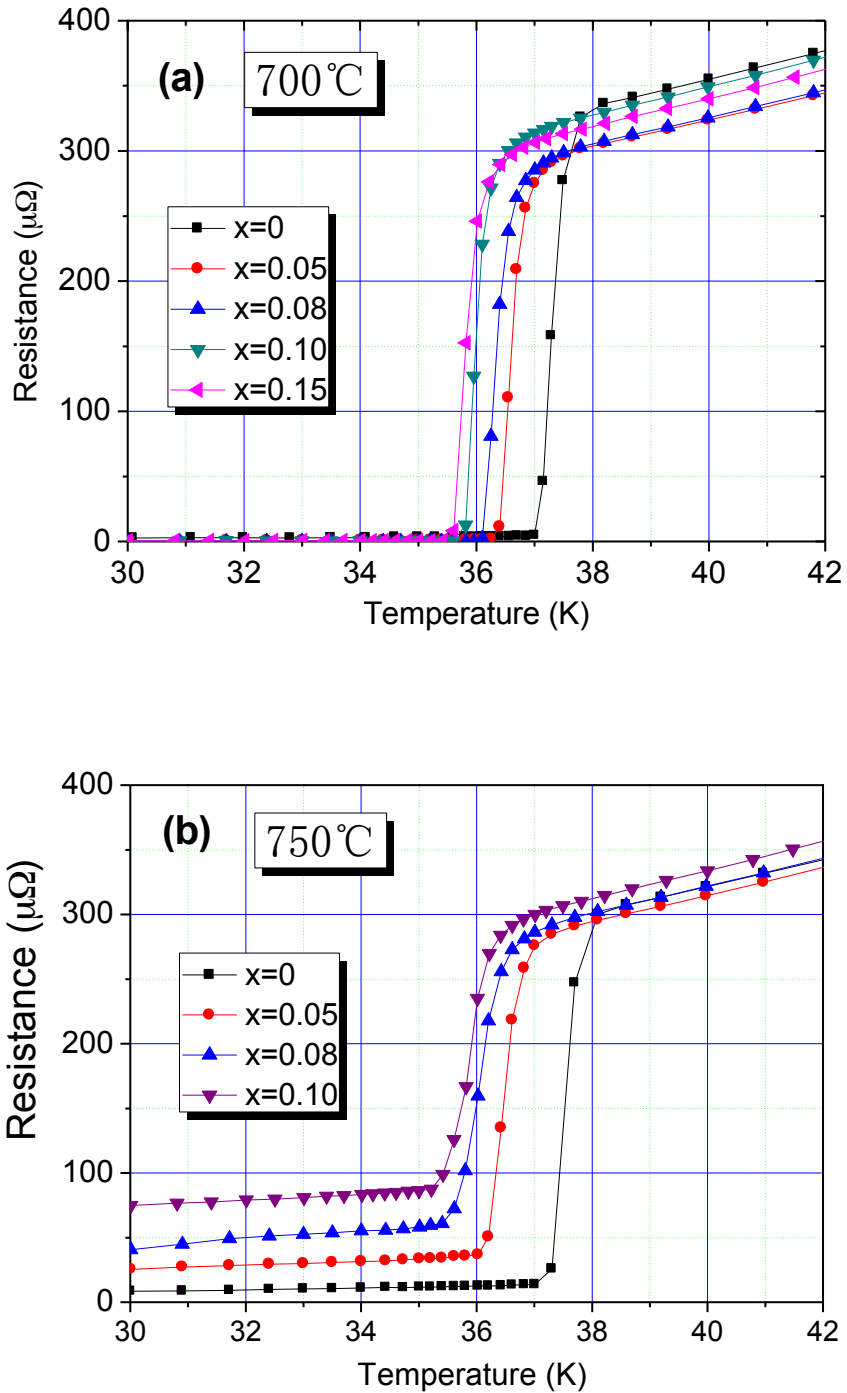 (a) 700℃
400
300
200
100
0
Resistance (μΩ)
x=0
x=0.05
x=0.08
x=0.10
x=0.15
30 32 34 36 38 40 42
Temperature (K)
(b) 750℃
400
300
200
100
0
Resistance (μΩ)
x=0
x=0.05
x=0.08
x=0.10
30 32 34 36 38 40 42
Temperature (K)